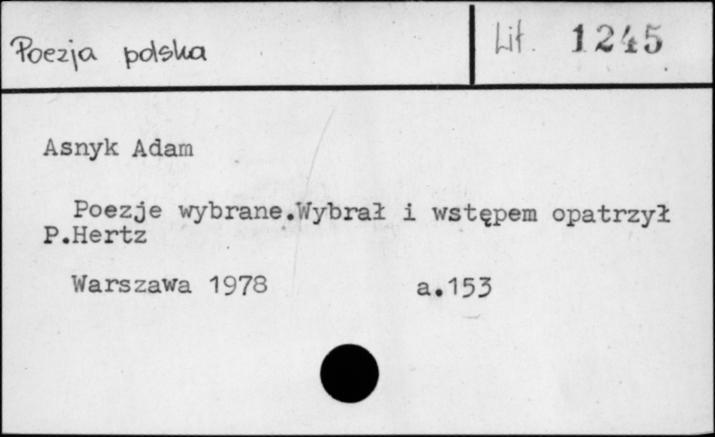 Poezja polska
Lit. 1245
Asnyk Adam
Poezje wybrane.Wybrał i wstępem opatrzył
P.Hertz
Warszawa 1978 a.153